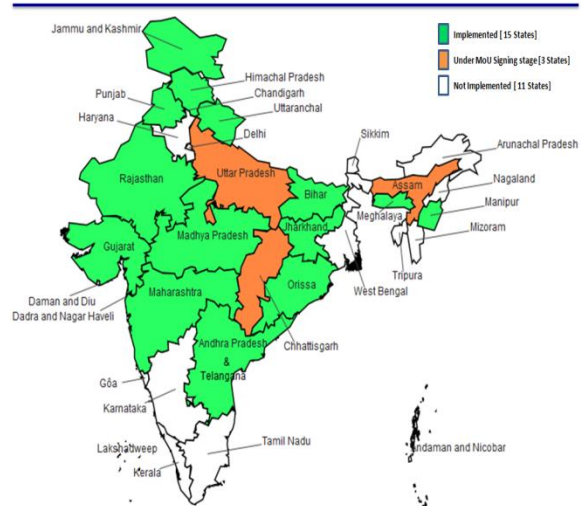 Implemented [ 15 States]
Under MoU Signing stage [3 States]
Not Implemented [ 11 States]
Jammu and Kashmir
Himachal Pradesh
Punjab
Chandigarh
Haryana
Uttaranchal
Delhi
Sikkim
Arunachal Pradesh
Rajasthan
Uttar Pradesh
Assam
Nagaland
Bihar
Meghalaya
Manipur
Jharkhand
Madhya Pradesh
Mizoram
Gujarat
Tripura
West Bengal
Orissa
Maharashtra
Daman and Diu
Dadra and Nagar Haveli
Chhattisgarh
Andhra Pradesh
&
Telangana
Gôa
Karnataka
Tamil Nadu
Lakshadweep
Andaman and Nicobar
Kerala